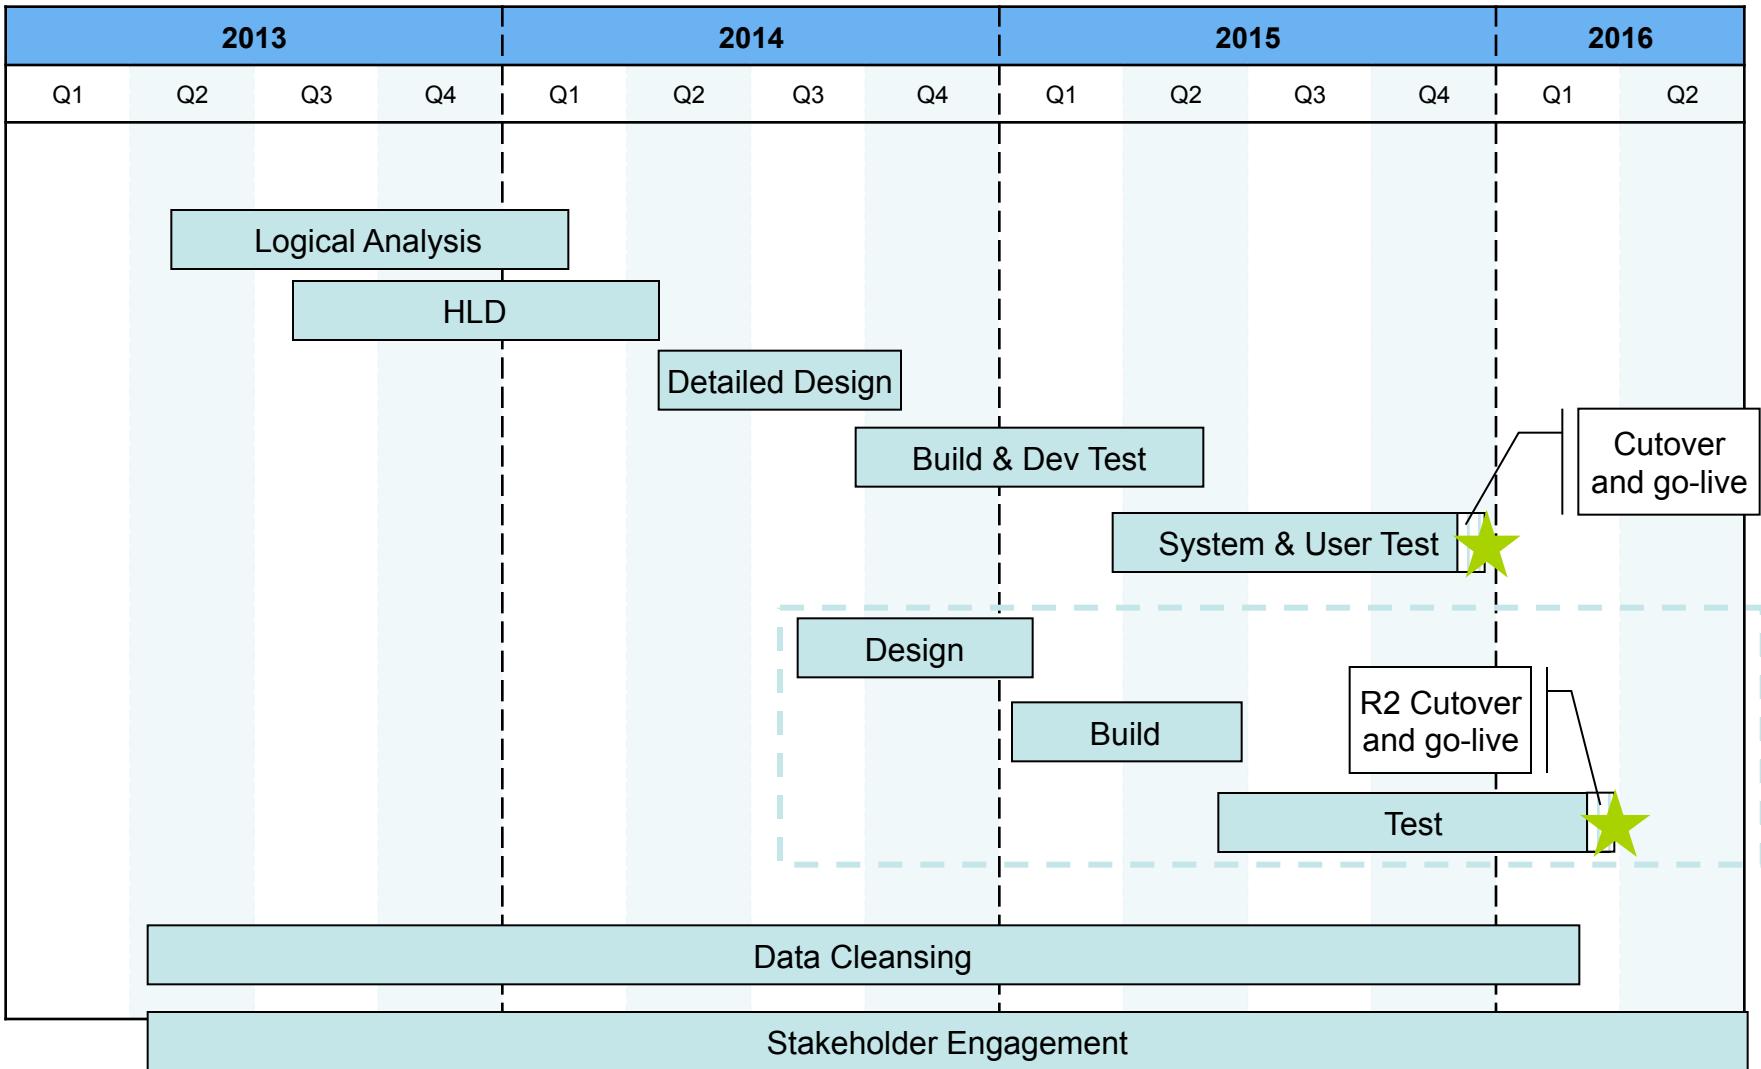 2013 2014 2015 2016
Q1 Q2 Q3 Q4 Q1 Q2 Q3 Q4 Q1 Q2 Q3 Q4 Q1 Q2
Logical Analysis
HLD
Detailed Design
Build & Dev Test
Cutover
and go-live
System & User Test
Design
R2 Cutover
and go-live
Build
Test
Data Cleansing
Stakeholder Engagement